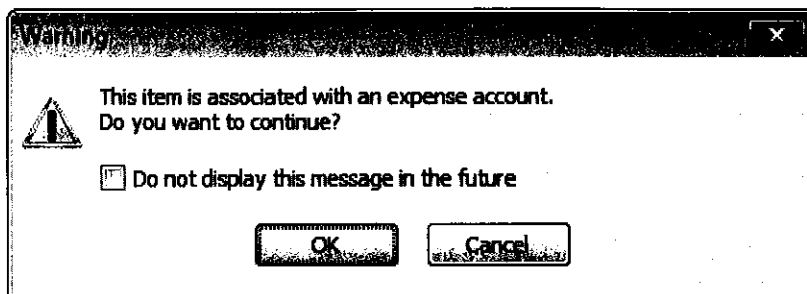 Warning
This item is associated with an expense account.
Do you want to continue?
Do not display this message in the future
OK
Cancel